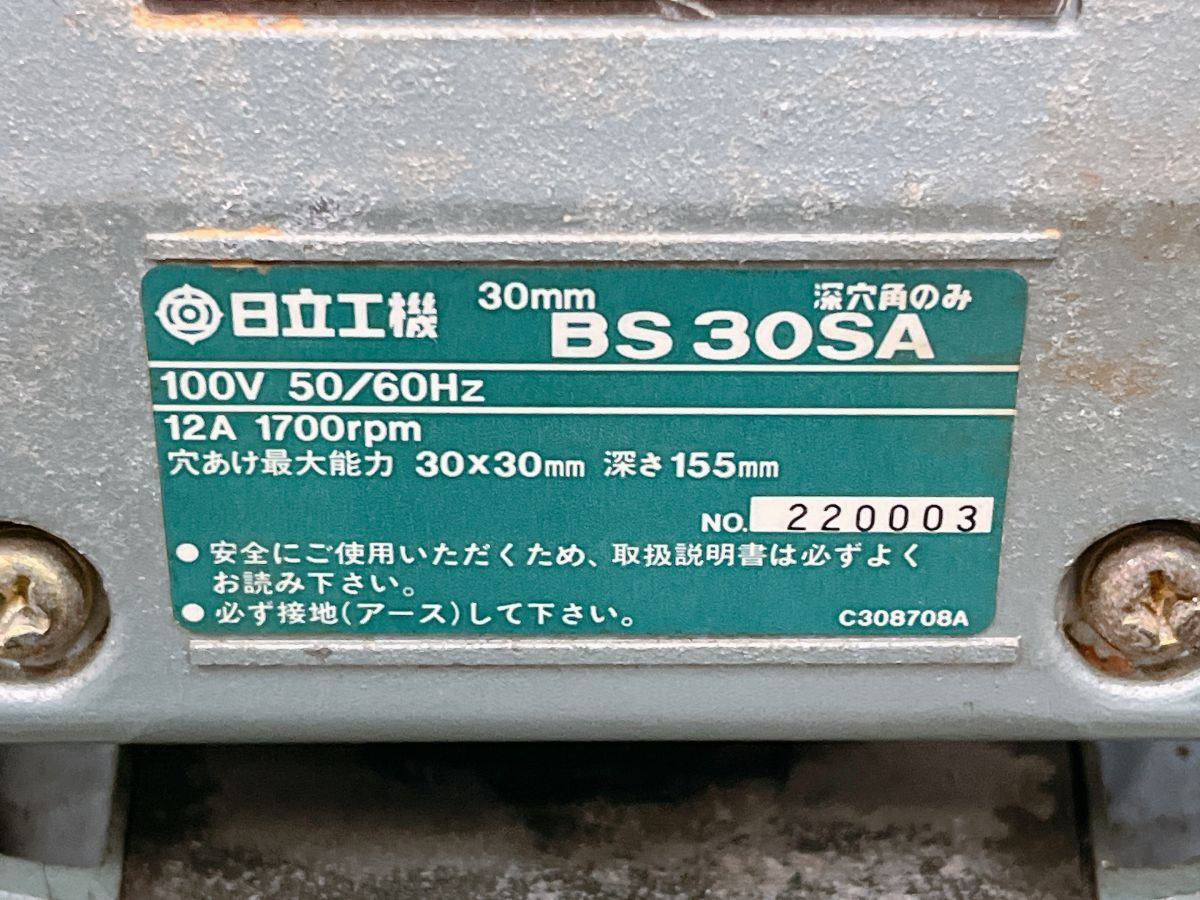 日立工機 30mm 深穴角のみ
BS 30SA
100V 50/60Hz
12A 1700rpm
穴あけ最大能力 30×30mm 深さ155mm
NO. 220003
● 安全にご使用いただくため、取扱説明書は必ずよく
お読み下さい。
● 必ず接地(アース)して下さい。 C308708A